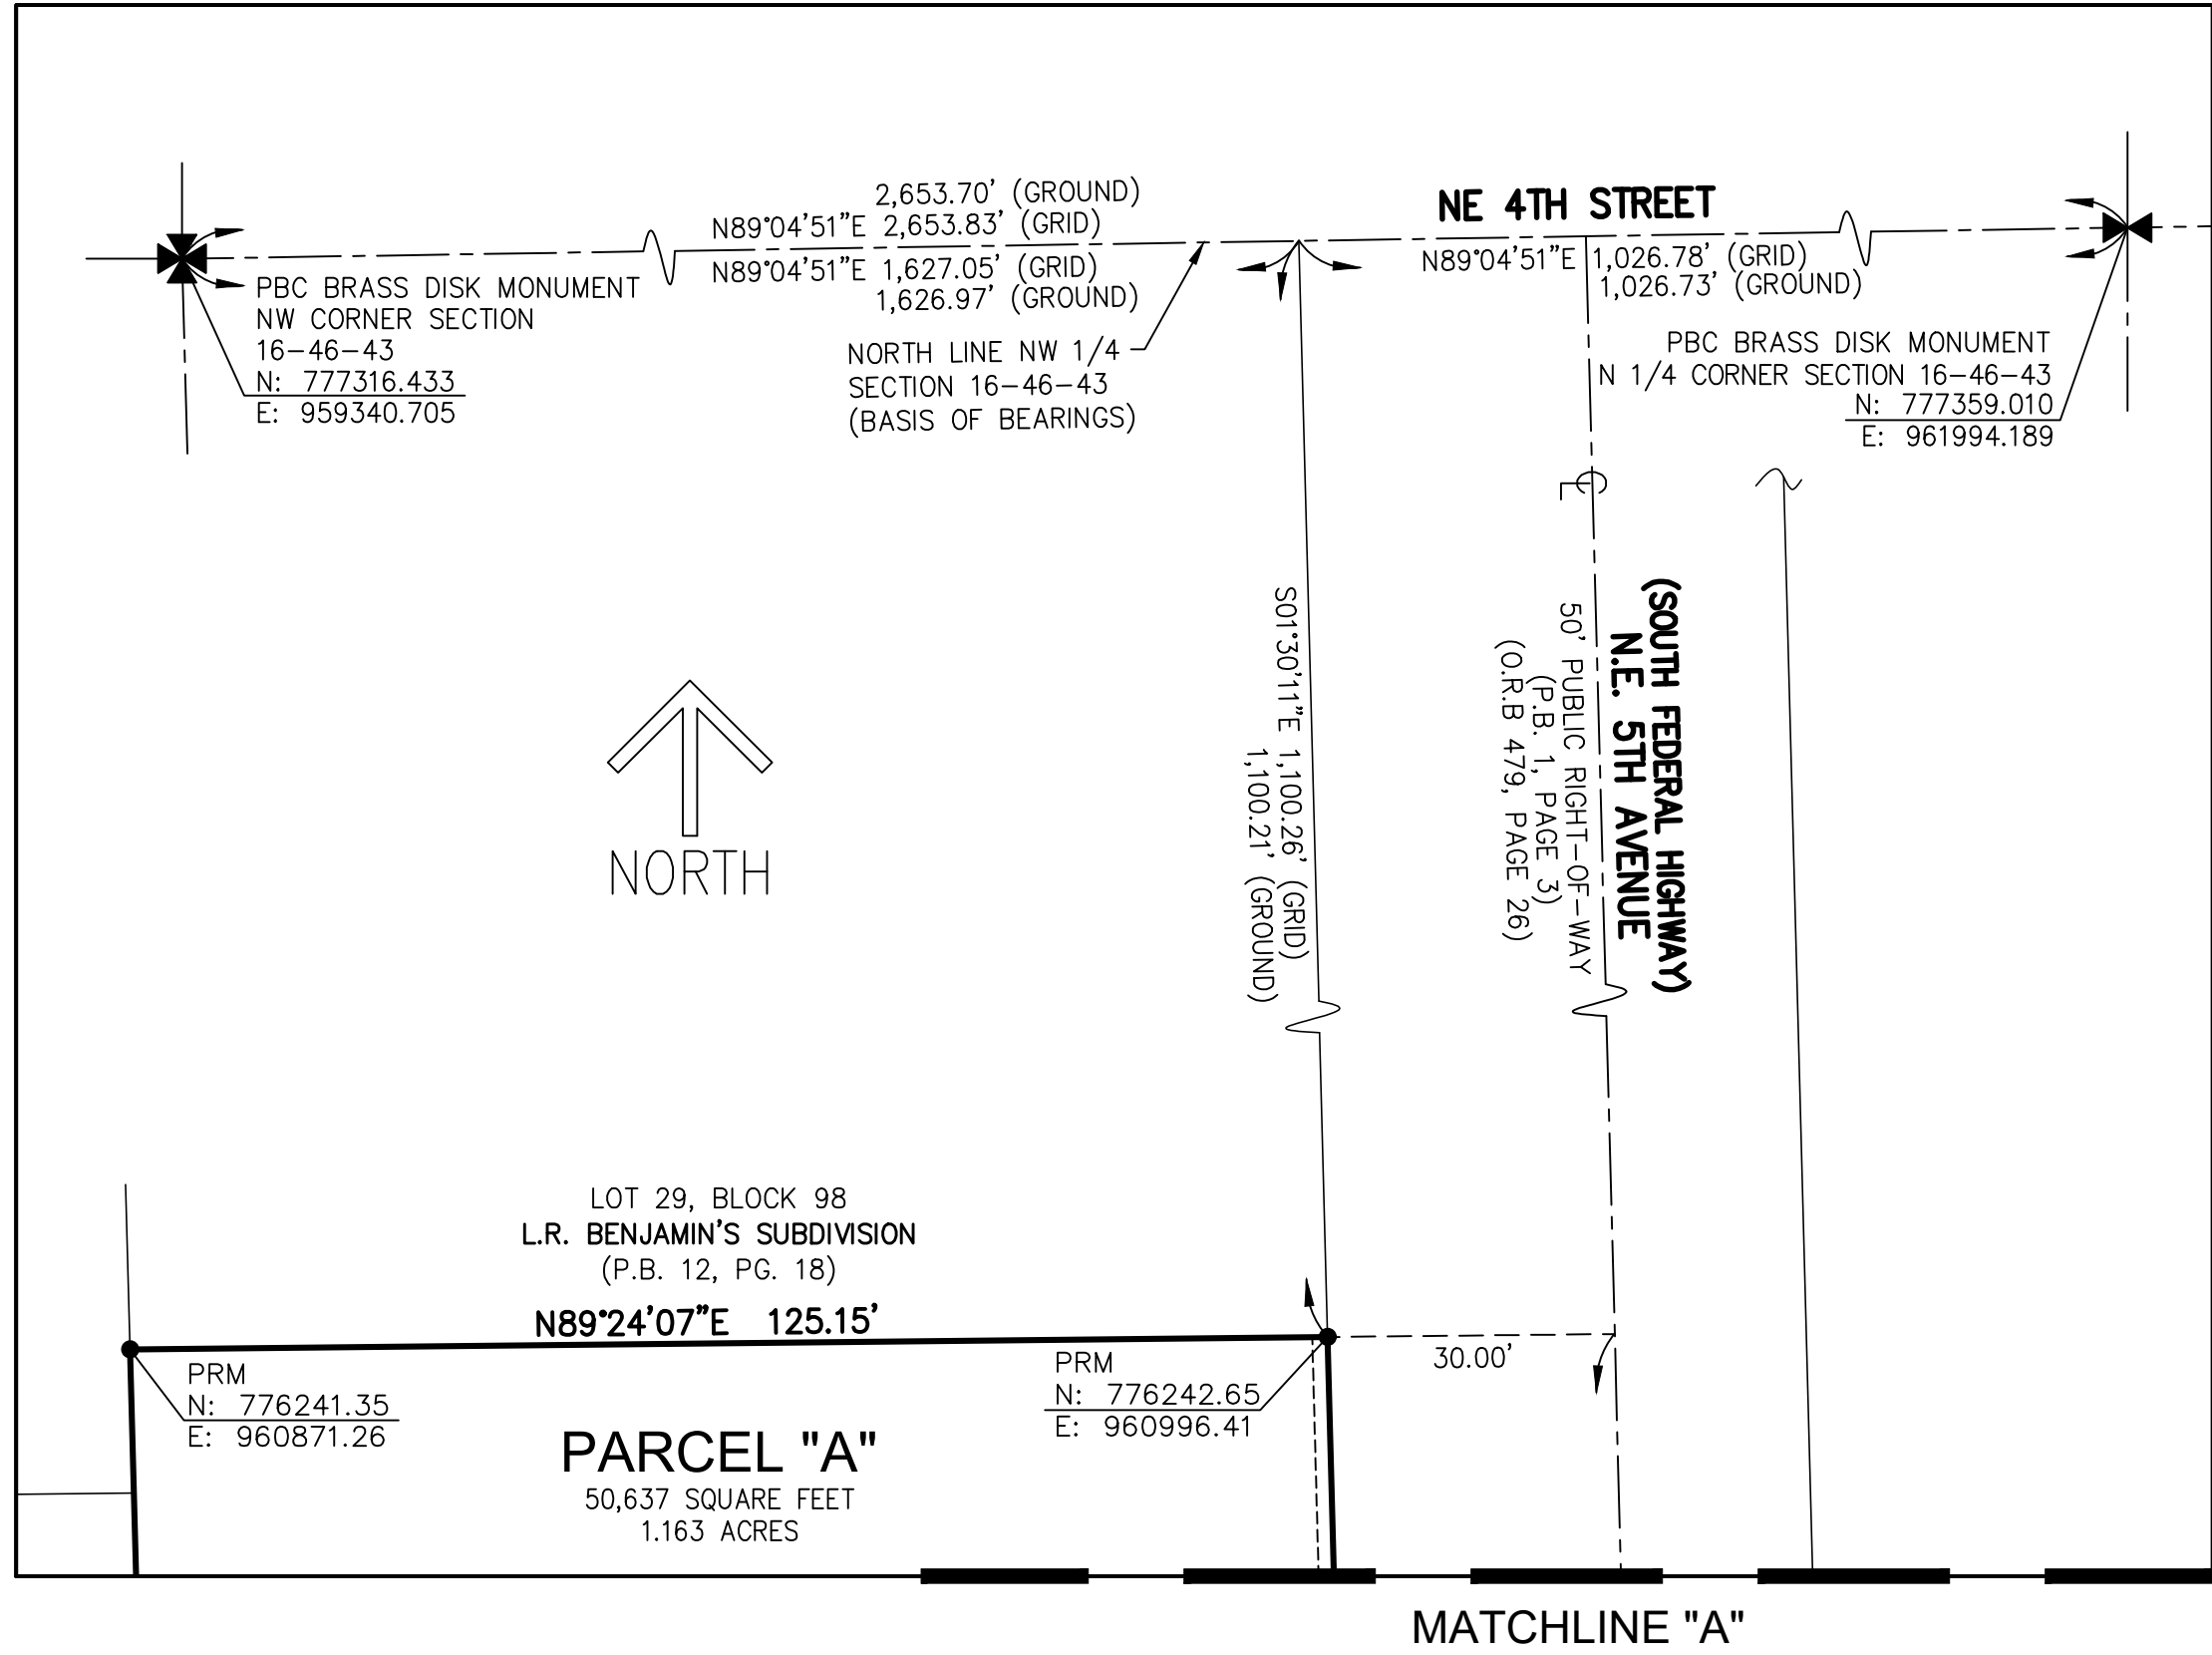 2,653.70' (GROUND)
N89°04'51"E 2,653.83' (GRID)
N89°04'51"E 1,627.05' (GRID)
1,626.97' (GROUND)
NE 4TH STREET
N89°04'51"E 1,026.78' (GRID)
1,026.73' (GROUND)
PBC BRASS DISK MONUMENT
NW CORNER SECTION
16-46-43
N: 777316.433
E: 959340.705
NORTH LINE NW 1/4
SECTION 16-46-43
(BASIS OF BEARINGS)
PBC BRASS DISK MONUMENT
N 1/4 CORNER SECTION 16-46-43
N: 777359.010
E: 961994.189
℄
S01°30'11"E 1,100.26' (GRID)
1,100.21' (GROUND)
(SOUTH FEDERAL HIGHWAY)
N.E. 5TH AVENUE
50' PUBLIC RIGHT-OF-WAY
(P.B. 1, PAGE 3)
(O.R.B 479, PAGE 26)
NORTH
LOT 29, BLOCK 98
L.R. BENJAMIN'S SUBDIVISION
(P.B. 12, PG. 18)
N89°24'07"E 125.15'
PRM
N: 776241.35
E: 960871.26
PRM
N: 776242.65
E: 960996.41
30.00'
PARCEL "A"
50,637 SQUARE FEET
1.163 ACRES
MATCHLINE "A"